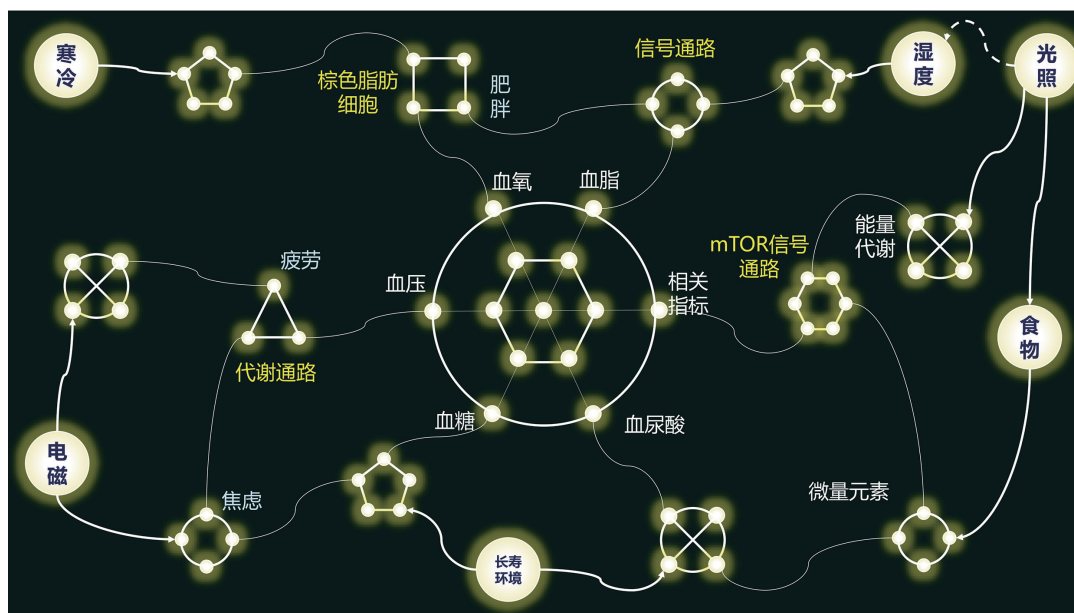 寒
冷
棕色脂肪
细胞
肥
胖
信号通路
湿
度
光
照
血氧
血脂
能量
代谢
mTOR信号
通路
疲劳
血压
相关
指标
食
物
代谢通路
血糖
血尿酸
电
磁
焦虑
微量元素
长寿
环境